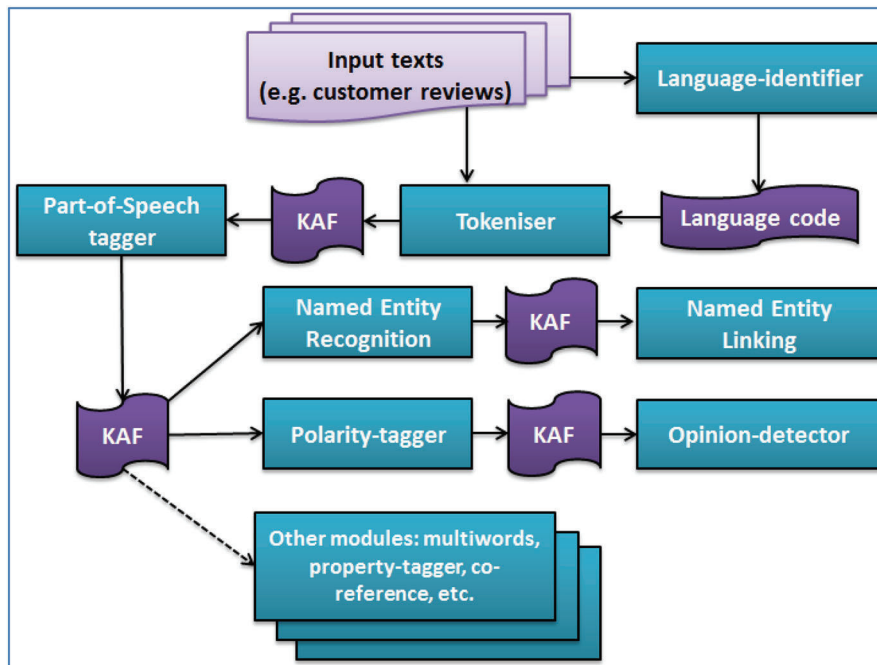 Input texts
(e.g. customer reviews)
Language-identifier
Part-of-Speech
tagger
KAF
Tokeniser
Language code
Named Entity
Recognition
KAF
Named Entity
Linking
KAF
Polarity-tagger
KAF
Opinion-detector
Other modules: multiwords,
property-tagger, co-
reference, etc.